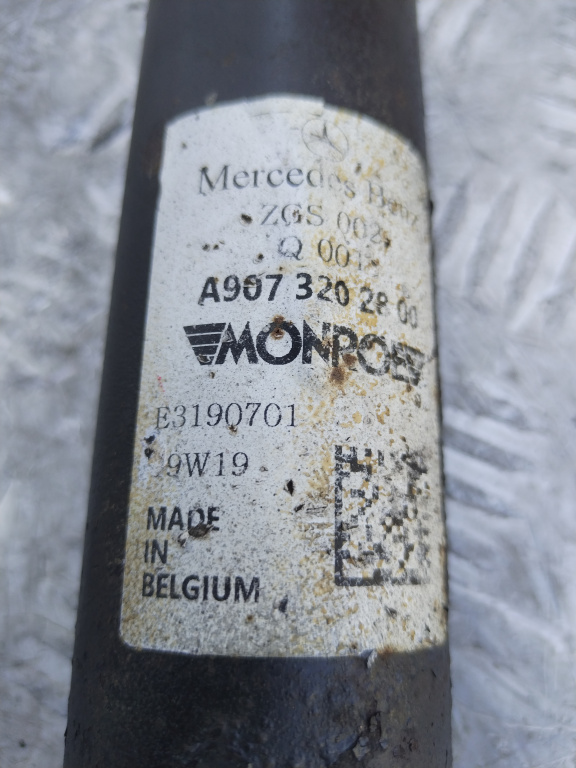 Mercedes Benz
ZGS 002
Q 001
A907 320 28 00
MONROE
E3190701
9W19
MADE
IN
BELGIUM